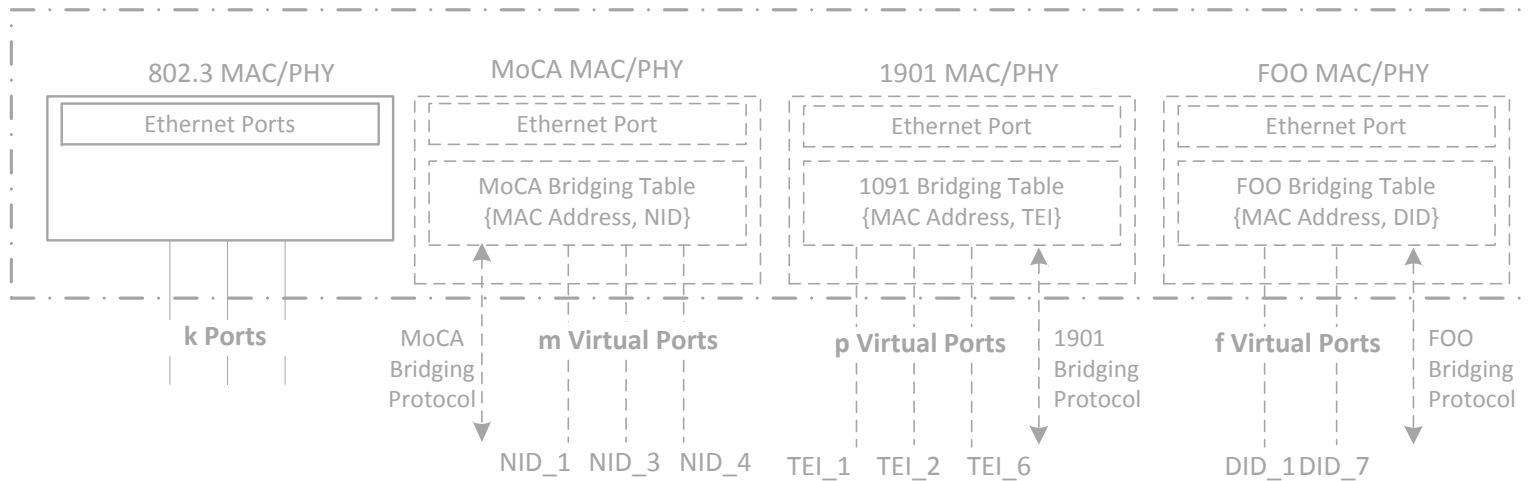 802.3 MAC/PHY
Ethernet Ports
k Ports
MoCA MAC/PHY
Ethernet Port
MoCA Bridging Table
{MAC Address, NID}
MoCA
Bridging
Protocol
m Virtual Ports
NID_1 NID_3 NID_4
1901 MAC/PHY
Ethernet Port
1091 Bridging Table
{MAC Address, TEI}
p Virtual Ports
1901
Bridging
Protocol
TEI_1 TEI_2 TEI_6
FOO MAC/PHY
Ethernet Port
FOO Bridging Table
{MAC Address, DID}
f Virtual Ports
FOO
Bridging
Protocol
DID_1 DID_7